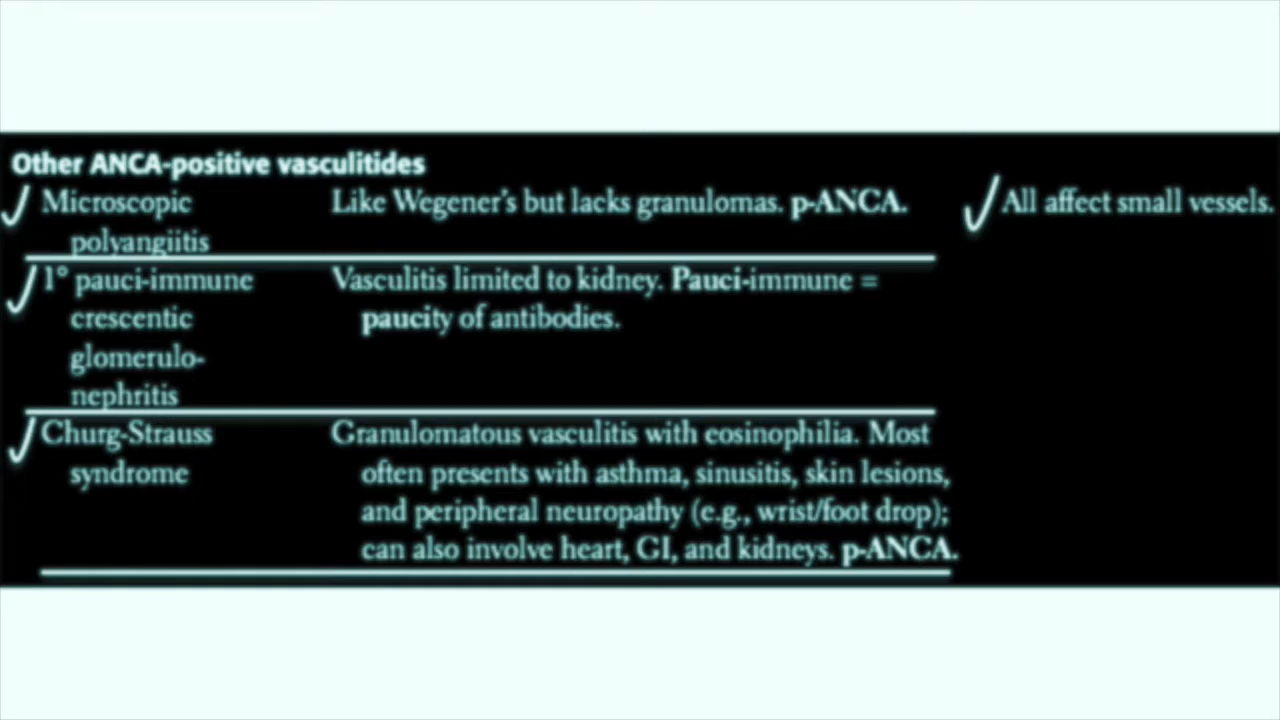 Other ANCA-positive vasculitides
Microscopic
polyangiitis
Like Wegener's but lacks granulomas. p-ANCA.
All affect small vessels.
1° pauci-immune
crescentic
glomerulo-
nephritis
Vasculitis limited to kidney. Pauci-immune =
paucity of antibodies.
Churg-Strauss
syndrome
Granulomatous vasculitis with eosinophilia. Most
often presents with asthma, sinusitis, skin lesions,
and peripheral neuropathy (e.g., wrist/foot drop);
can also involve heart, GI, and kidneys. p-ANCA.